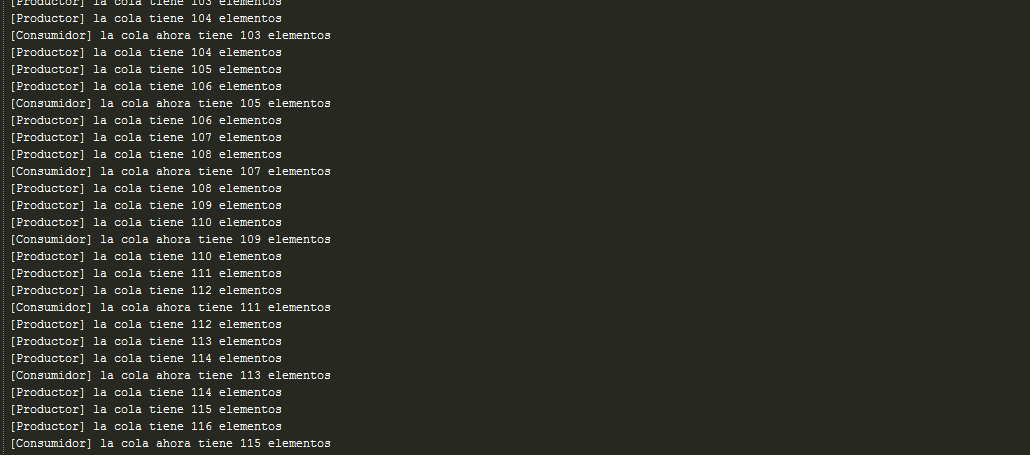 [Productor] la cola tiene 103 elementos
[Productor] la cola tiene 104 elementos
[Consumidor] la cola ahora tiene 103 elementos
[Productor] la cola tiene 104 elementos
[Productor] la cola tiene 105 elementos
[Productor] la cola tiene 106 elementos
[Consumidor] la cola ahora tiene 105 elementos
[Productor] la cola tiene 106 elementos
[Productor] la cola tiene 107 elementos
[Productor] la cola tiene 108 elementos
[Consumidor] la cola ahora tiene 107 elementos
[Productor] la cola tiene 108 elementos
[Productor] la cola tiene 109 elementos
[Productor] la cola tiene 110 elementos
[Consumidor] la cola ahora tiene 109 elementos
[Productor] la cola tiene 110 elementos
[Productor] la cola tiene 111 elementos
[Productor] la cola tiene 112 elementos
[Consumidor] la cola ahora tiene 111 elementos
[Productor] la cola tiene 112 elementos
[Productor] la cola tiene 113 elementos
[Productor] la cola tiene 114 elementos
[Consumidor] la cola ahora tiene 113 elementos
[Productor] la cola tiene 114 elementos
[Productor] la cola tiene 115 elementos
[Productor] la cola tiene 116 elementos
[Consumidor] la cola ahora tiene 115 elementos